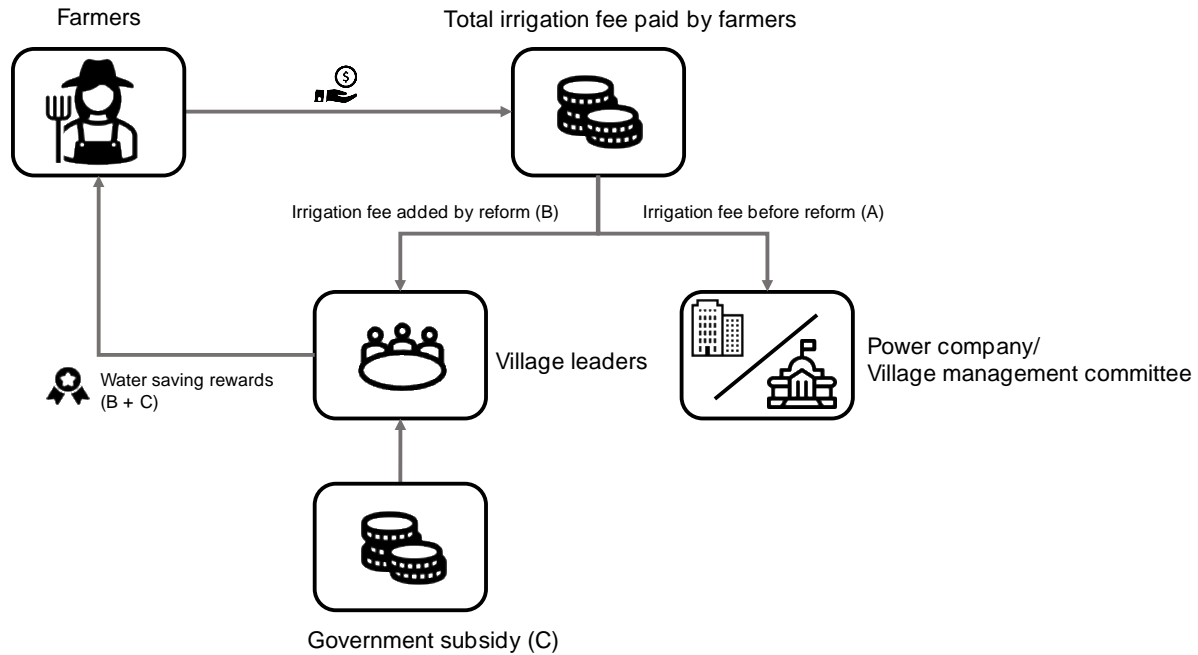 Farmers
Total irrigation fee paid by farmers
$
Irrigation fee added by reform (B)
Irrigation fee before reform (A)
Village leaders
Power company/
Village management committee
Water saving rewards
(B + C)
Government subsidy (C)